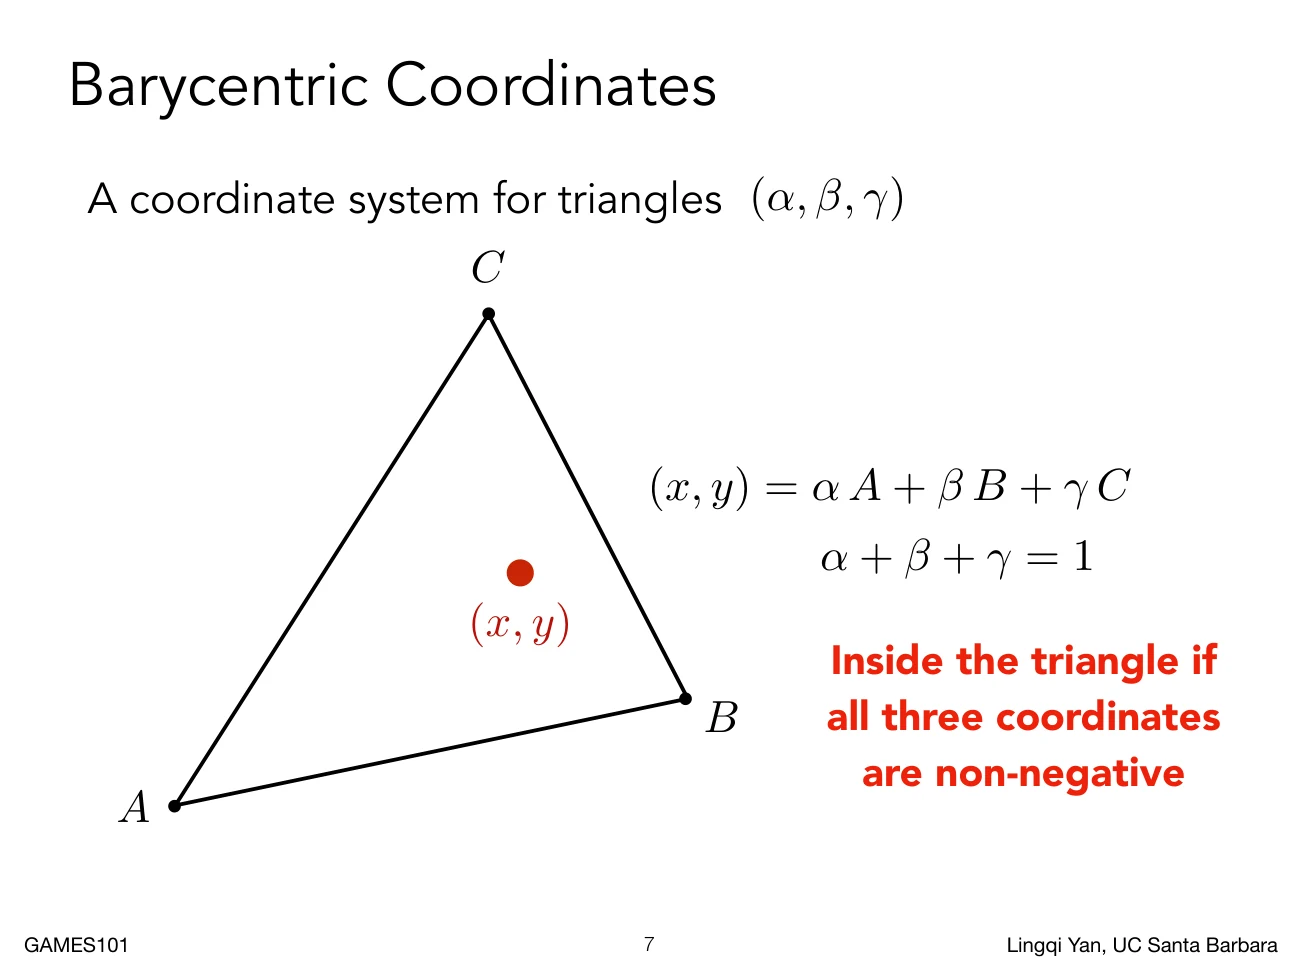 Barycentric Coordinates
A coordinate system for triangles (α, β, γ)
C
(x, y) = α A + β B + γ C
α + β + γ = 1
(x, y)
Inside the triangle if
all three coordinates
are non-negative
B
A
GAMES101
7
Lingqi Yan, UC Santa Barbara